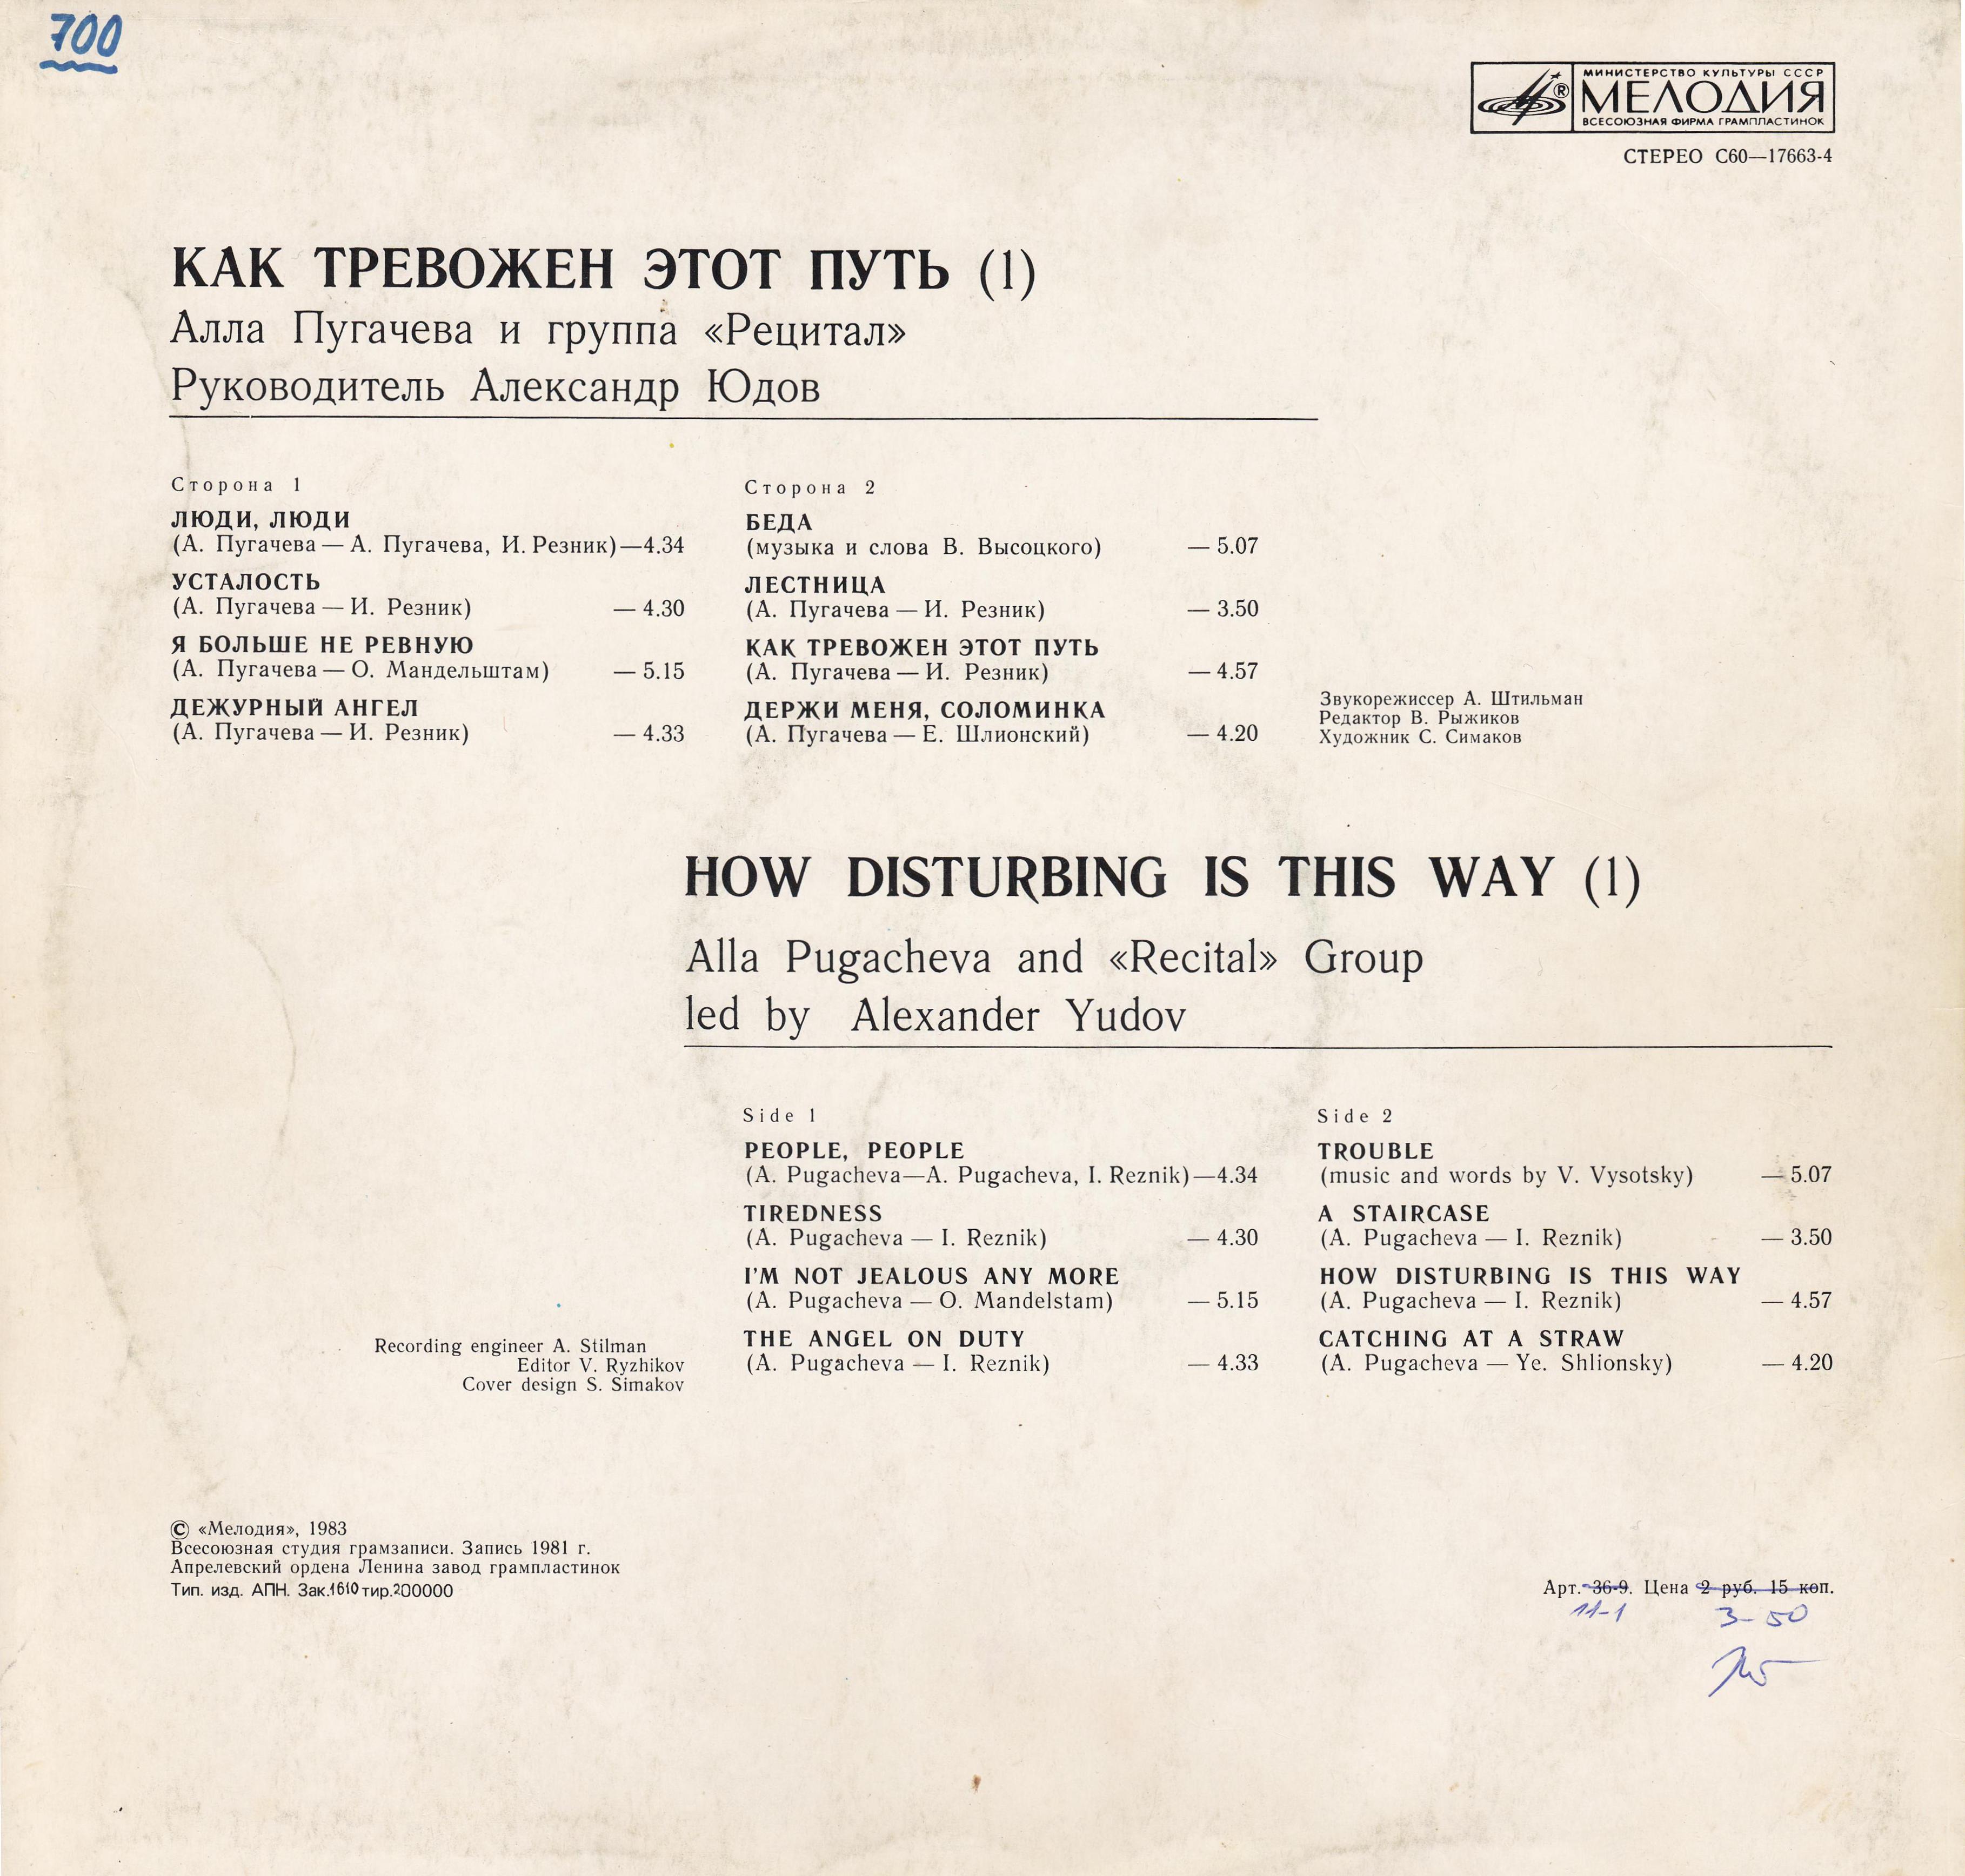 700
МИНИСТЕРСТВО КУЛЬТУРЫ СССР
МЕЛОДИЯ
ВСЕСОЮЗНАЯ ФИРМА ГРАМПЛАСТИНОК
СТЕРЕО С60—17663-4
КАК ТРЕВОЖЕН ЭТОТ ПУТЬ (1)
Алла Пугачева и группа «Рецитал»
Руководитель Александр Юдов
Сторона 1
ЛЮДИ, ЛЮДИ
(А. Пугачева — А. Пугачева, И. Резник) — 4.34
УСТАЛОСТЬ
(А. Пугачева — И. Резник) — 4.30
Я БОЛЬШЕ НЕ РЕВНУЮ
(А. Пугачева — О. Мандельштам) — 5.15
ДЕЖУРНЫЙ АНГЕЛ
(А. Пугачева — И. Резник) — 4.33
Сторона 2
БЕДА
(музыка и слова В. Высоцкого) — 5.07
ЛЕСТНИЦА
(А. Пугачева — И. Резник) — 3.50
КАК ТРЕВОЖЕН ЭТОТ ПУТЬ
(А. Пугачева — И. Резник) — 4.57
ДЕРЖИ МЕНЯ, СОЛОМИНКА
(А. Пугачева — Е. Шлионский) — 4.20
Звукорежиссер А. Штильман
Редактор В. Рыжиков
Художник С. Симаков
HOW DISTURBING IS THIS WAY (1)
Alla Pugacheva and «Recital» Group
led by Alexander Yudov
Side 1
PEOPLE, PEOPLE
(A. Pugacheva—A. Pugacheva, I. Reznik) — 4.34
TIREDNESS
(A. Pugacheva — I. Reznik) — 4.30
I'M NOT JEALOUS ANY MORE
(A. Pugacheva — O. Mandelstam) — 5.15
THE ANGEL ON DUTY
(A. Pugacheva — I. Reznik) — 4.33
Side 2
TROUBLE
(music and words by V. Vysotsky) — 5.07
A STAIRCASE
(A. Pugacheva — I. Reznik) — 3.50
HOW DISTURBING IS THIS WAY
(A. Pugacheva — I. Reznik) — 4.57
CATCHING AT A STRAW
(A. Pugacheva — Ye. Shlionsky) — 4.20
Recording engineer A. Stilman
Editor V. Ryzhikov
Cover design S. Simakov
© «Мелодия», 1983
Всесоюзная студия грамзаписи. Запись 1981 г.
Апрелевский ордена Ленина завод грампластинок
Тип. изд. АПН. Зак.1610 тир.200000
Арт. 36-9. Цена 2 руб. 15 коп.
11-1 3-50